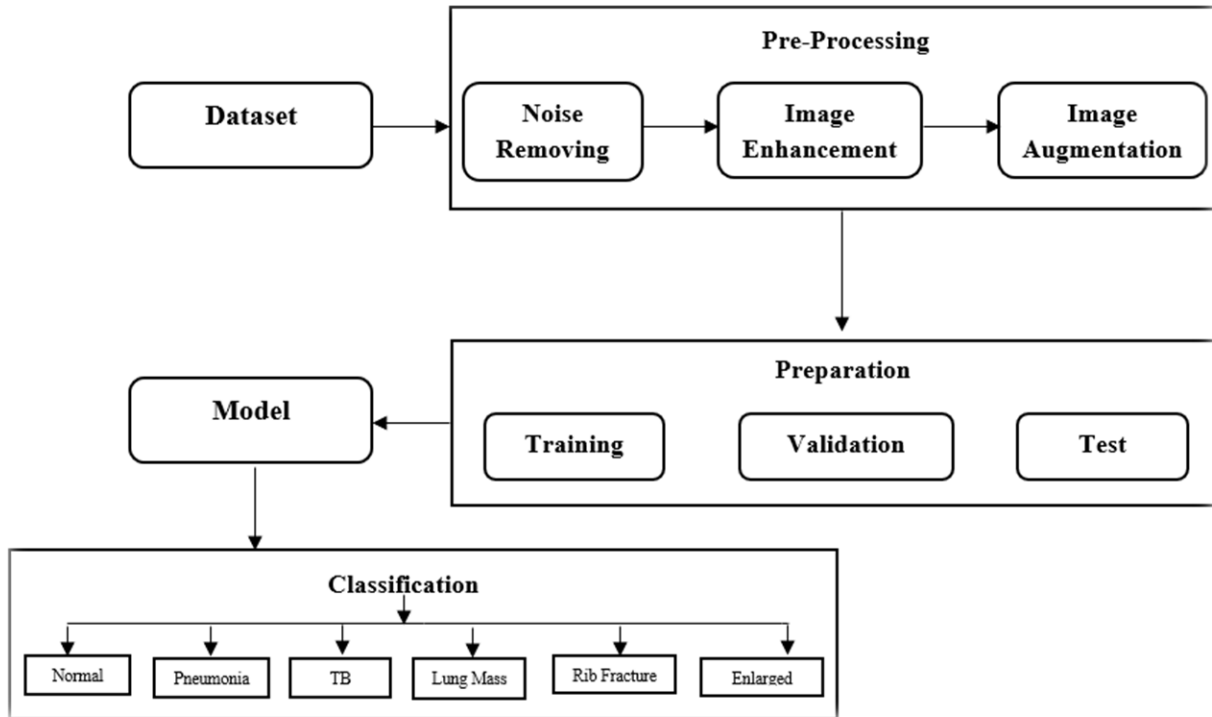 Pre-Processing
Dataset
Noise
Removing
Image
Enhancement
Image
Augmentation
Preparation
Training
Validation
Test
Model
Classification
Normal
Pneumonia
TB
Lung Mass
Rib Fracture
Enlarged